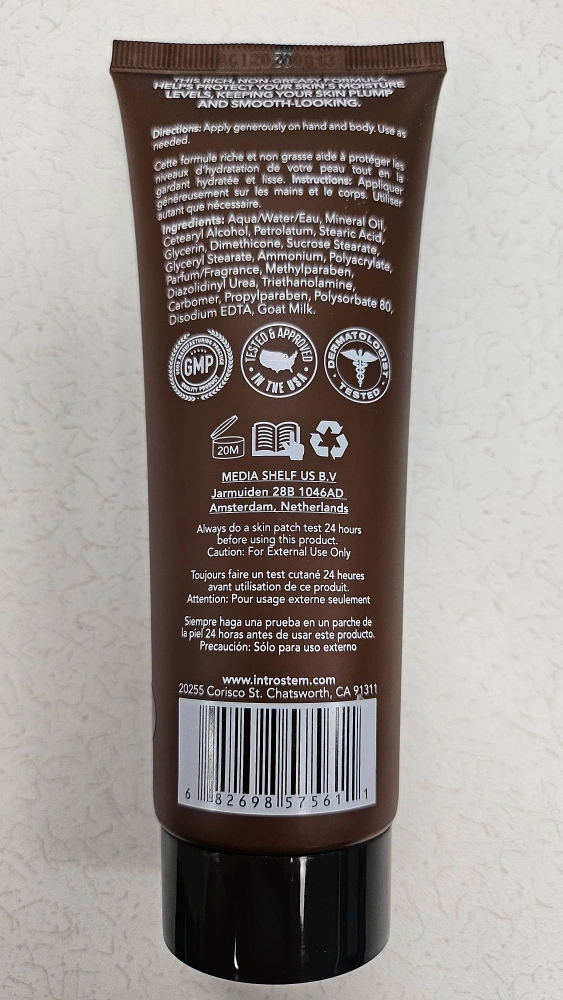 THIS RICH, NON-GREASY FORMULA
HELPS PROTECT YOUR SKIN'S MOISTURE
LEVELS, KEEPING YOUR SKIN PLUMP
AND SMOOTH-LOOKING.
Directions: Apply generously on hand and body. Use as
needed.
Cette formule riche et non grasse aide à protéger les
niveaux d'hydratation de votre peau tout en la
gardant hydratée et lisse. Instructions: Appliquer
généreusement sur les mains et le corps. Utiliser
autant que nécessaire.
Ingredients: Aqua/Water/Eau, Mineral Oil,
Cetearyl Alcohol, Petrolatum, Stearic Acid,
Glycerin, Dimethicone, Sucrose Stearate,
Glyceryl Stearate, Ammonium, Polyacrylate,
Parfum/Fragrance, Methylparaben,
Diazolidinyl Urea, Triethanolamine,
Carbomer, Propylparaben, Polysorbate 80,
Disodium EDTA, Goat Milk.
GOOD MANUFACTURING PRACTICE
GMP
QUALITY PRODUCT
TESTED & APPROVED
IN THE USA
DERMATOLOGIST
TESTED
20M
MEDIA SHELF US B.V
Jarmuiden 28B 1046AD
Amsterdam, Netherlands
Always do a skin patch test 24 hours
before using this product.
Caution: For External Use Only
Toujours faire un test cutané 24 heures
avant utilisation de ce produit.
Attention: Pour usage externe seulement
Siempre haga una prueba en un parche de
la piel 24 horas antes de usar este producto.
Precaución: Sólo para uso externo
www.introstem.com
20255 Corisco St. Chatsworth, CA 91311
6 82698 57561 1